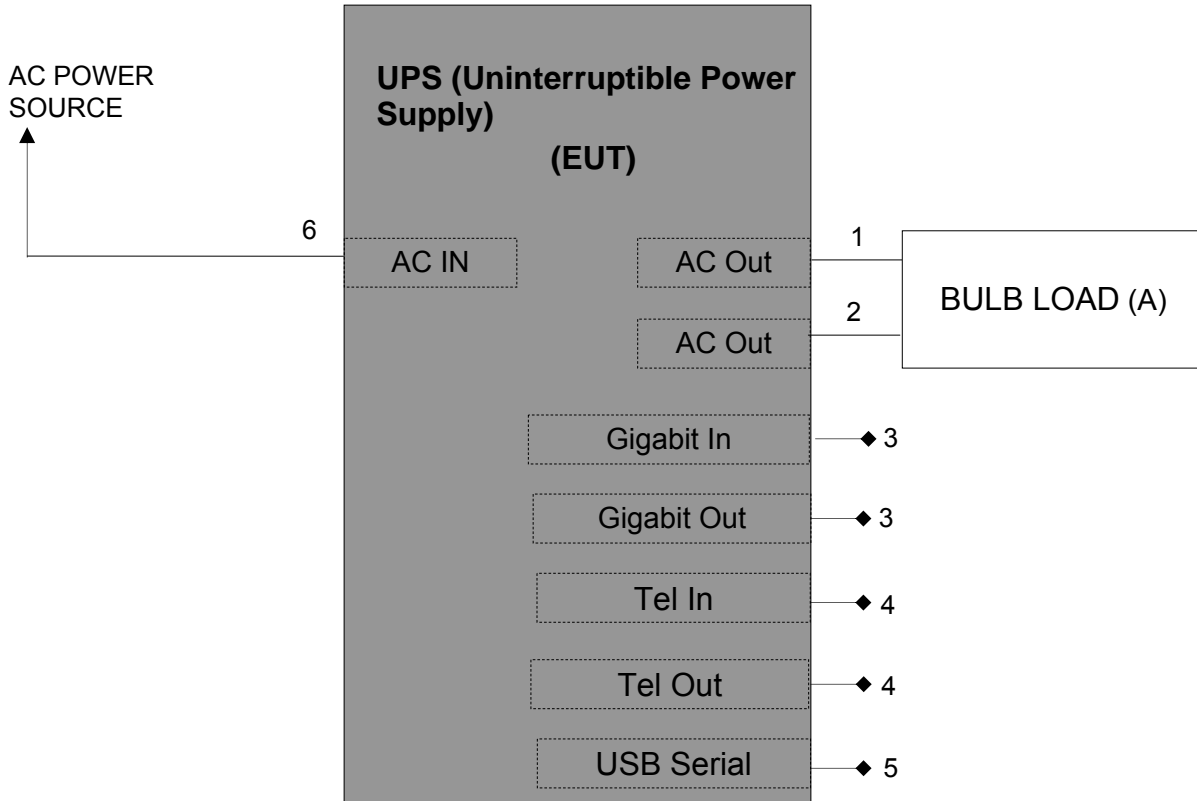 AC POWER
SOURCE
UPS (Uninterruptible Power
Supply)
(EUT)
6
AC IN
AC Out
1
BULB LOAD (A)
AC Out
2
Gigabit In
3
Gigabit Out
3
Tel In
4
Tel Out
4
USB Serial
5